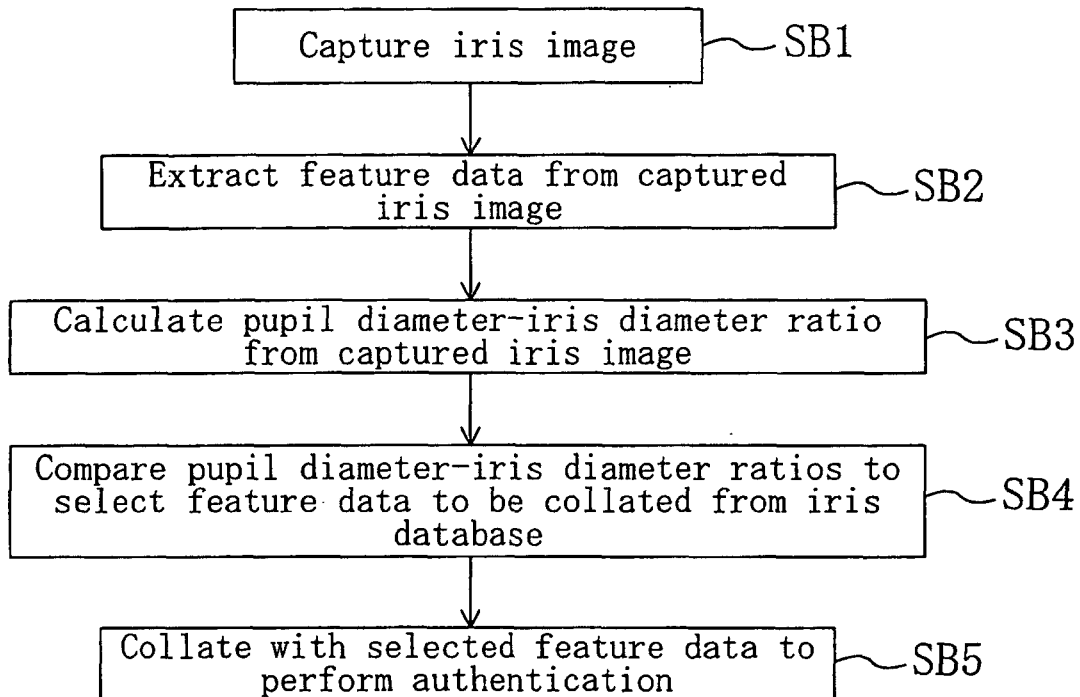 Capture iris image
SB1
Extract feature data from captured
iris image
SB2
Calculate pupil diameter-iris diameter ratio
from captured iris image
SB3
Compare pupil diameter-iris diameter ratios to
select feature data to be collated from iris
database
SB4
Collate with selected feature data to
perform authentication
SB5